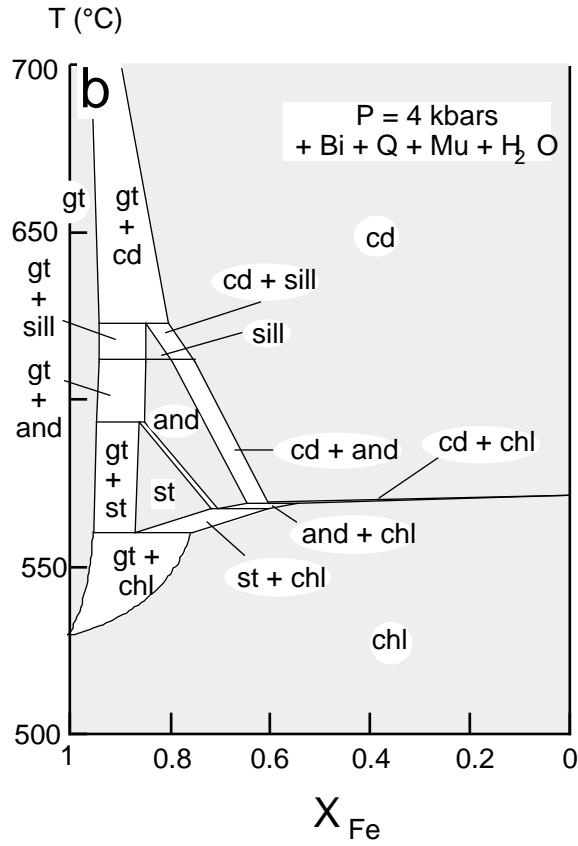 T (°C)
700
b
P = 4 kbars
+ Bi + Q + Mu + H2 O
gt
gt
+
cd
650
cd
gt
+
sill
cd + sill
sill
gt
+
and
and
cd + and
cd + chl
gt
+
st
st
and + chl
550
gt +
chl
st + chl
chl
500
1
0.8
0.6
0.4
0.2
0
X Fe